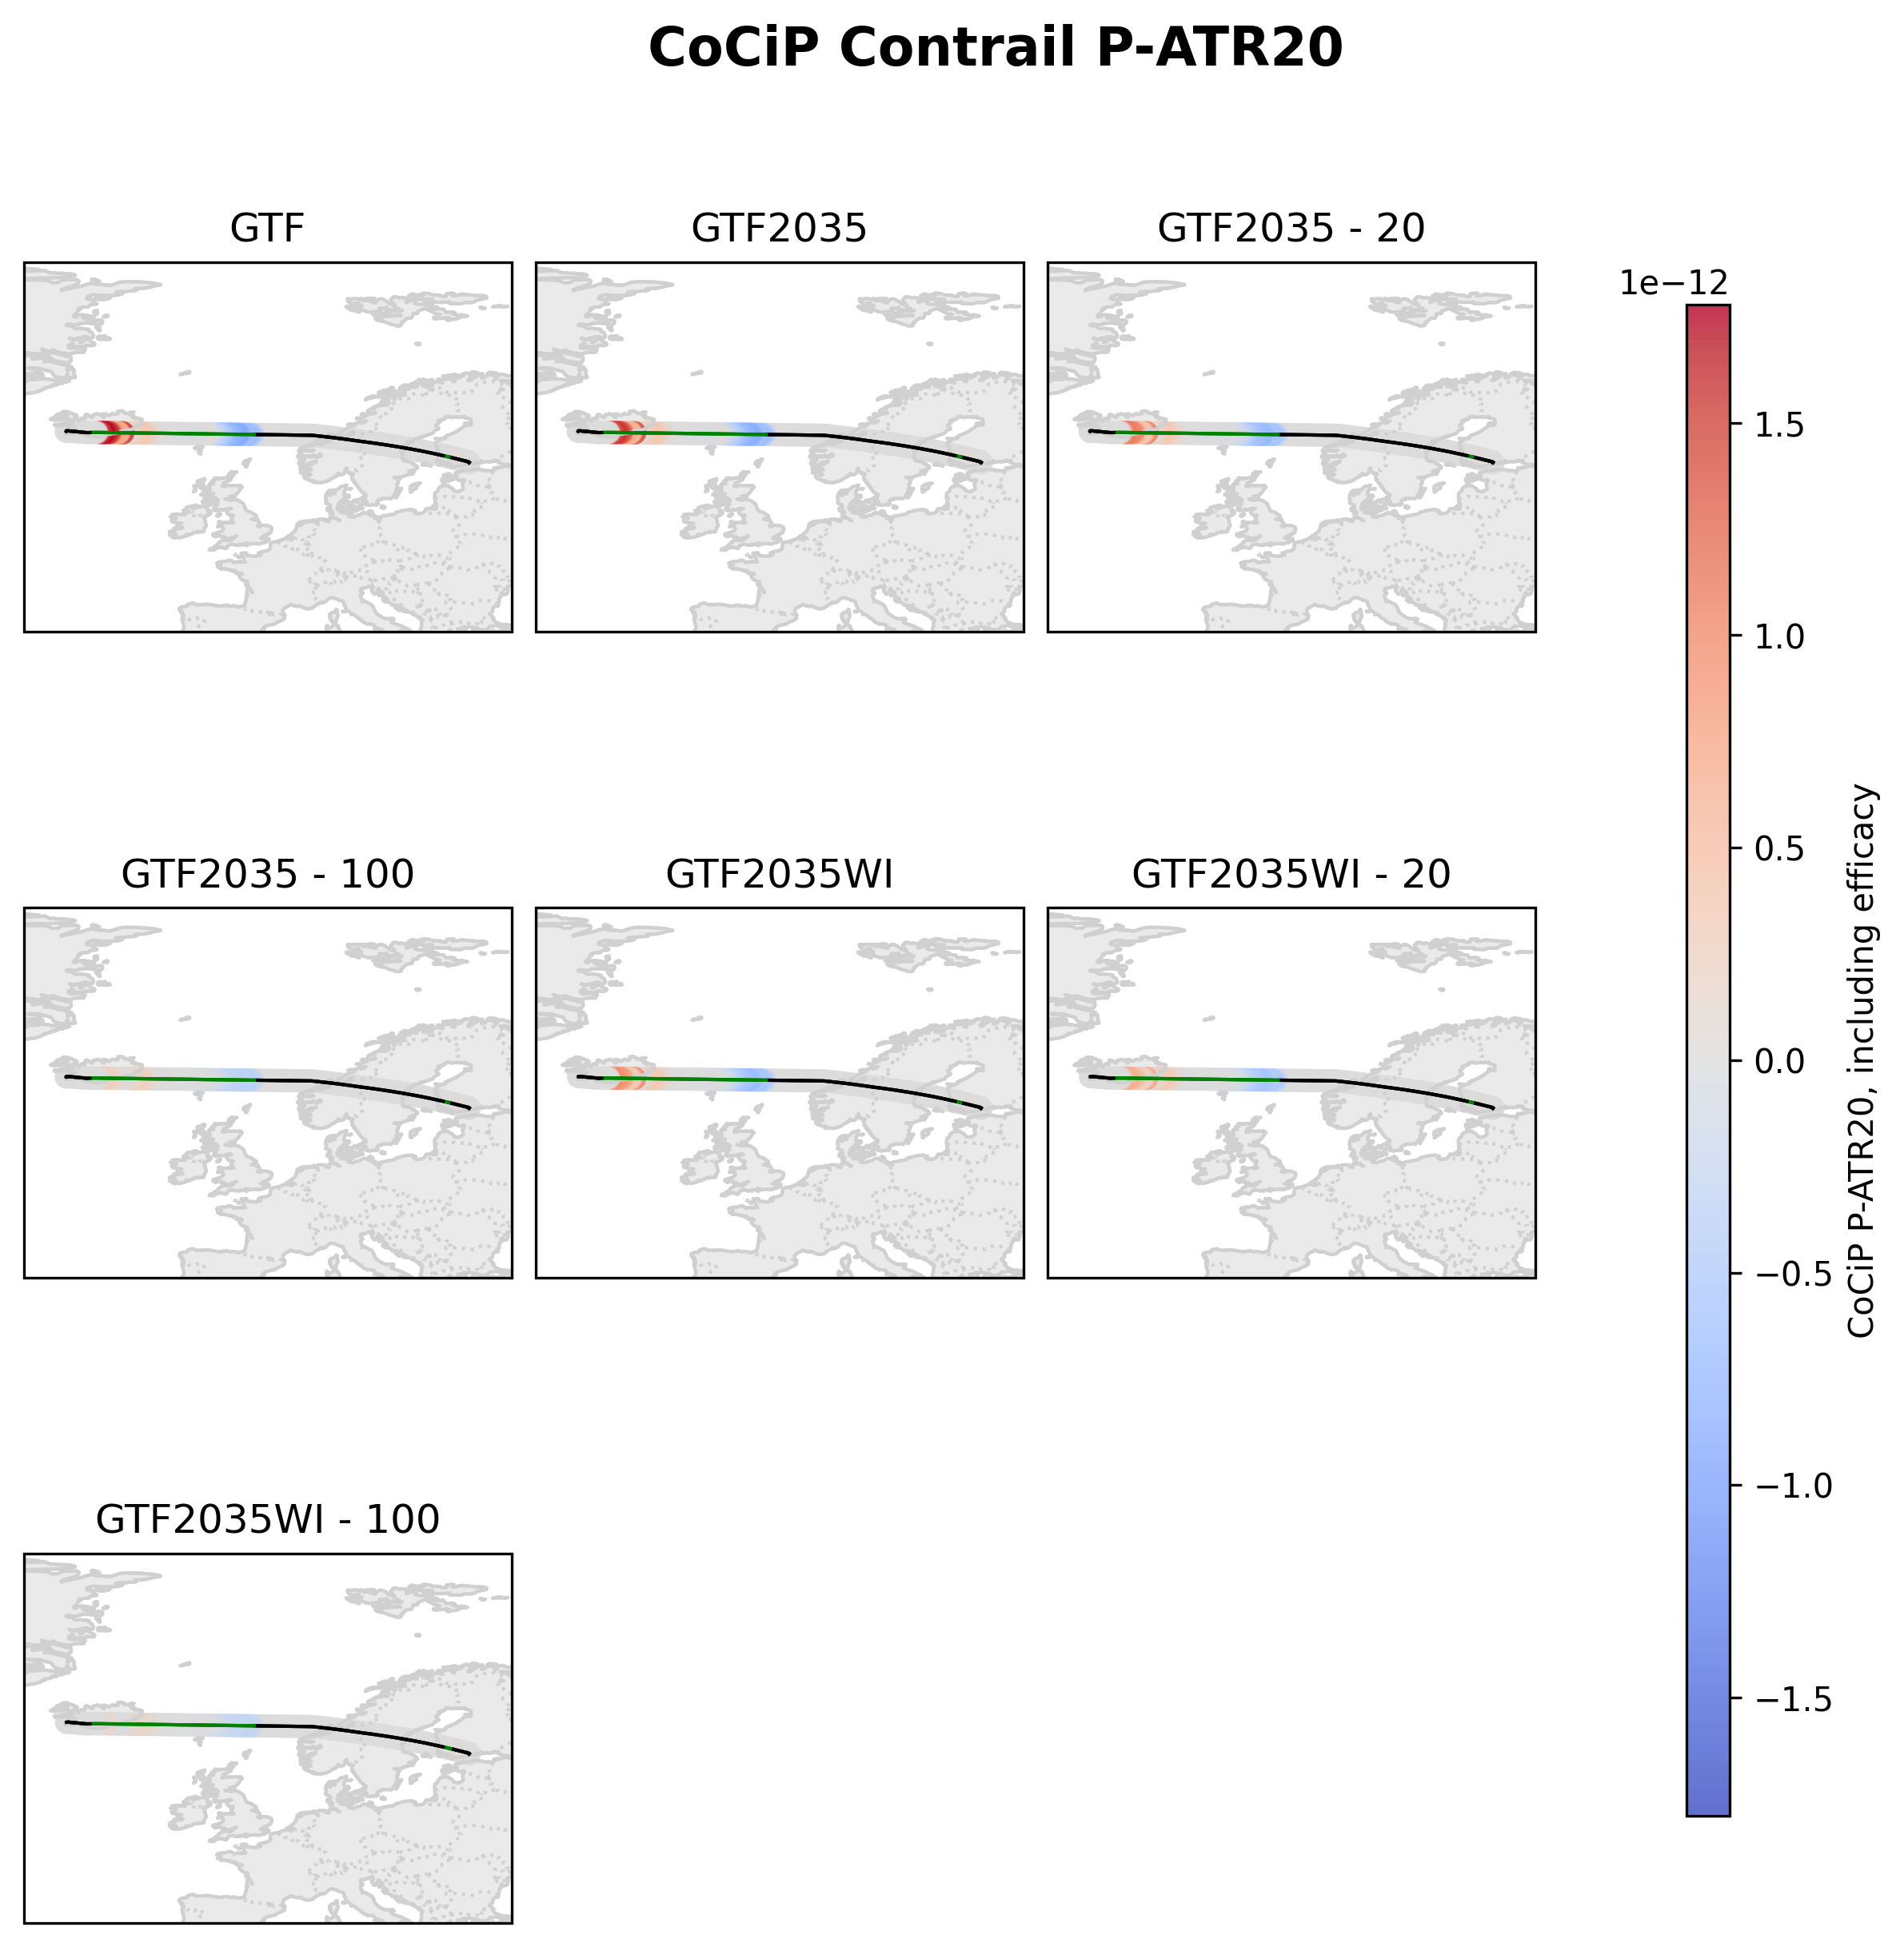 CoCiP Contrail P-ATR20
GTF
GTF2035
GTF2035 - 20
1e−12
1.5
1.0
0.5
0.0
−0.5
−1.0
−1.5
CoCiP P-ATR20, including efficacy
GTF2035 - 100
GTF2035WI
GTF2035WI - 20
GTF2035WI - 100